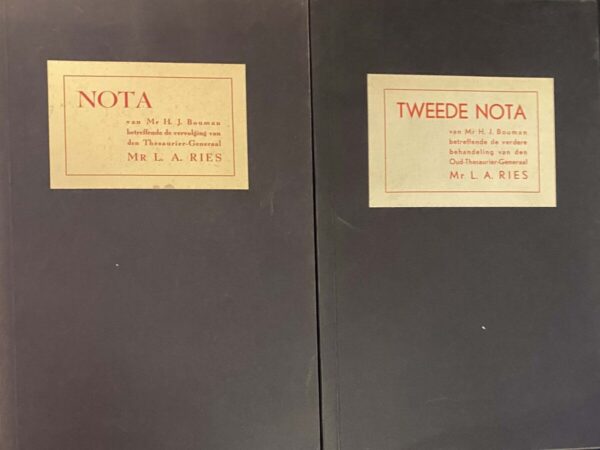 NOTA
van Mr H. J. Bouman
betreffende de vervolging van
den Thesaurier-Generaal
MR L. A. RIES
TWEEDE NOTA
van Mr H. J. Bouman
betreffende de verdere
behandeling van den
Oud-Thesaurier-Generaal
Mr. L. A. RIES